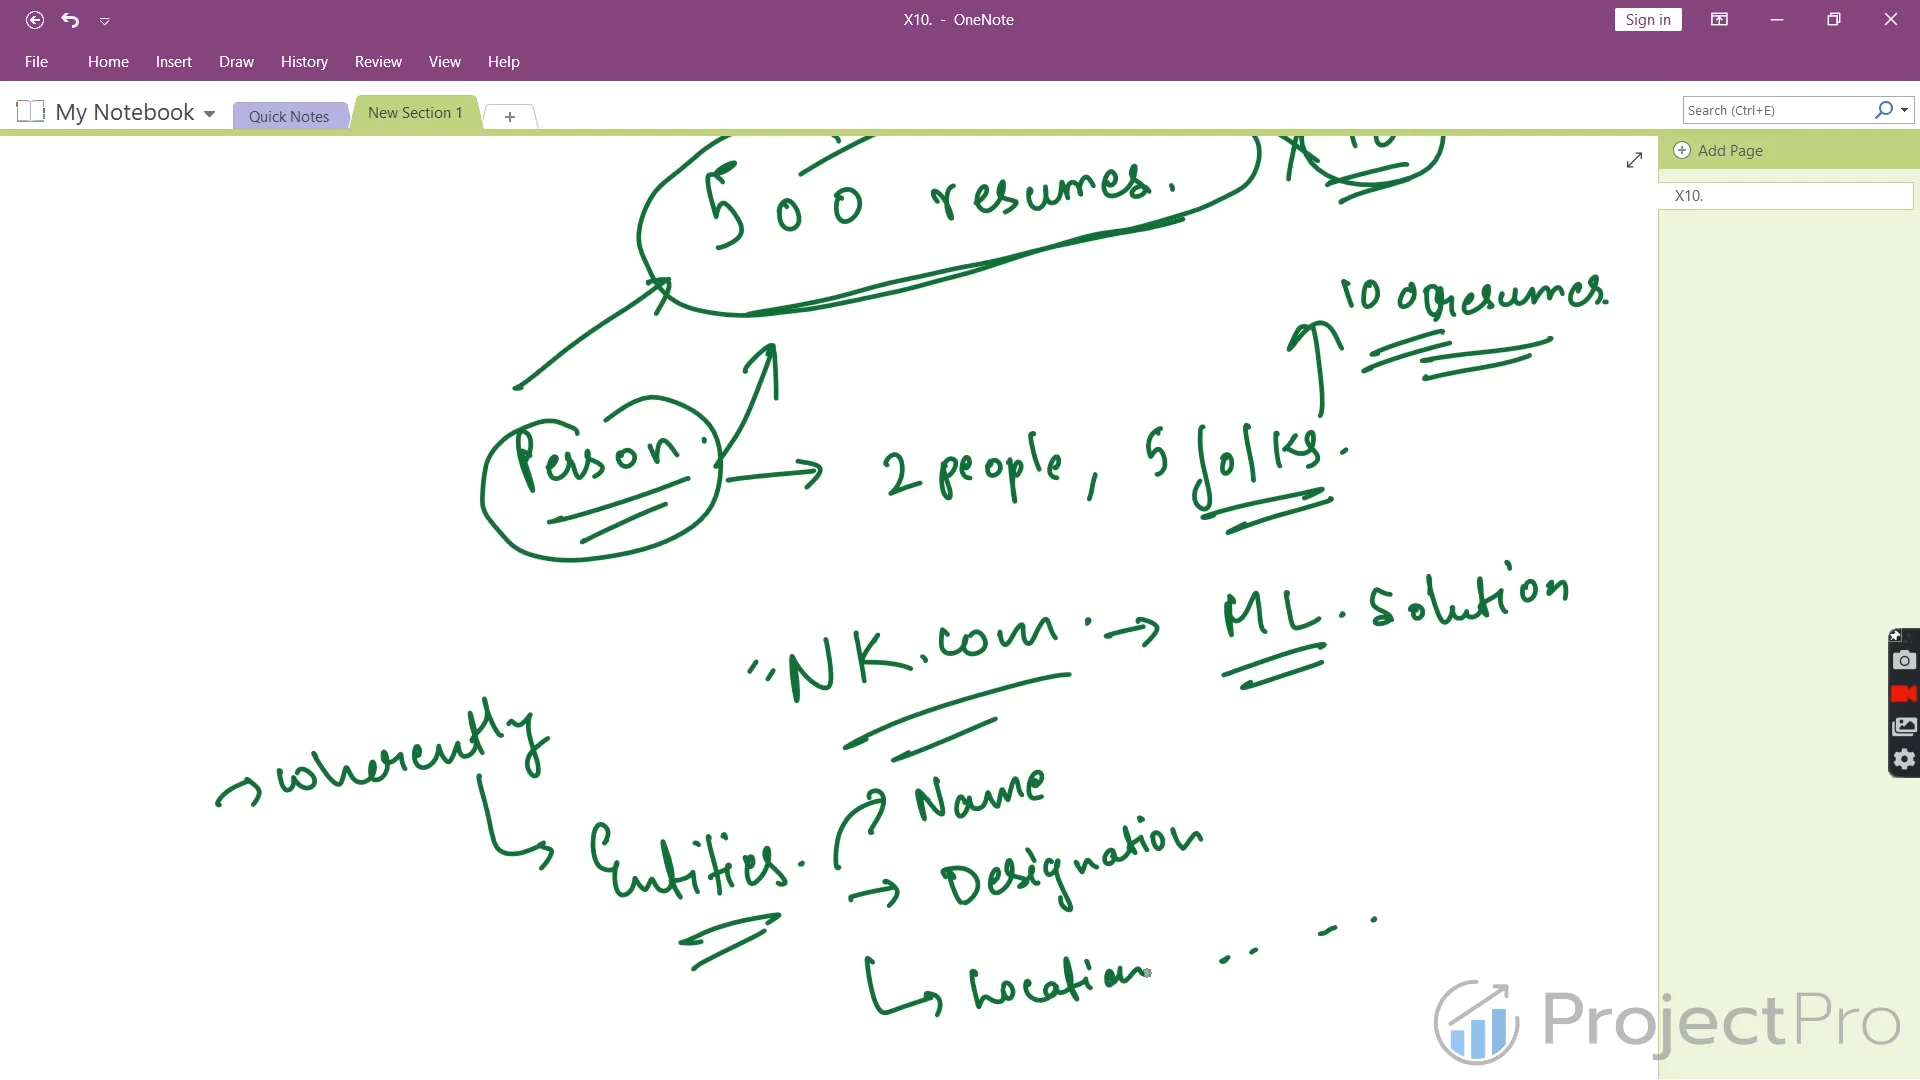 X10. - OneNote
Sign in
File Home Insert Draw History Review View Help
My Notebook Quick Notes New Section 1 +
Search (Ctrl+E)
Add Page
X10.
500 resumes. X 10
100 resumes.
Person. → 2 people, 5 folks.
"NK.com. → ML. solution
→ coherently
Name
Entities. → Designation
Location .. - .
ProjectPro